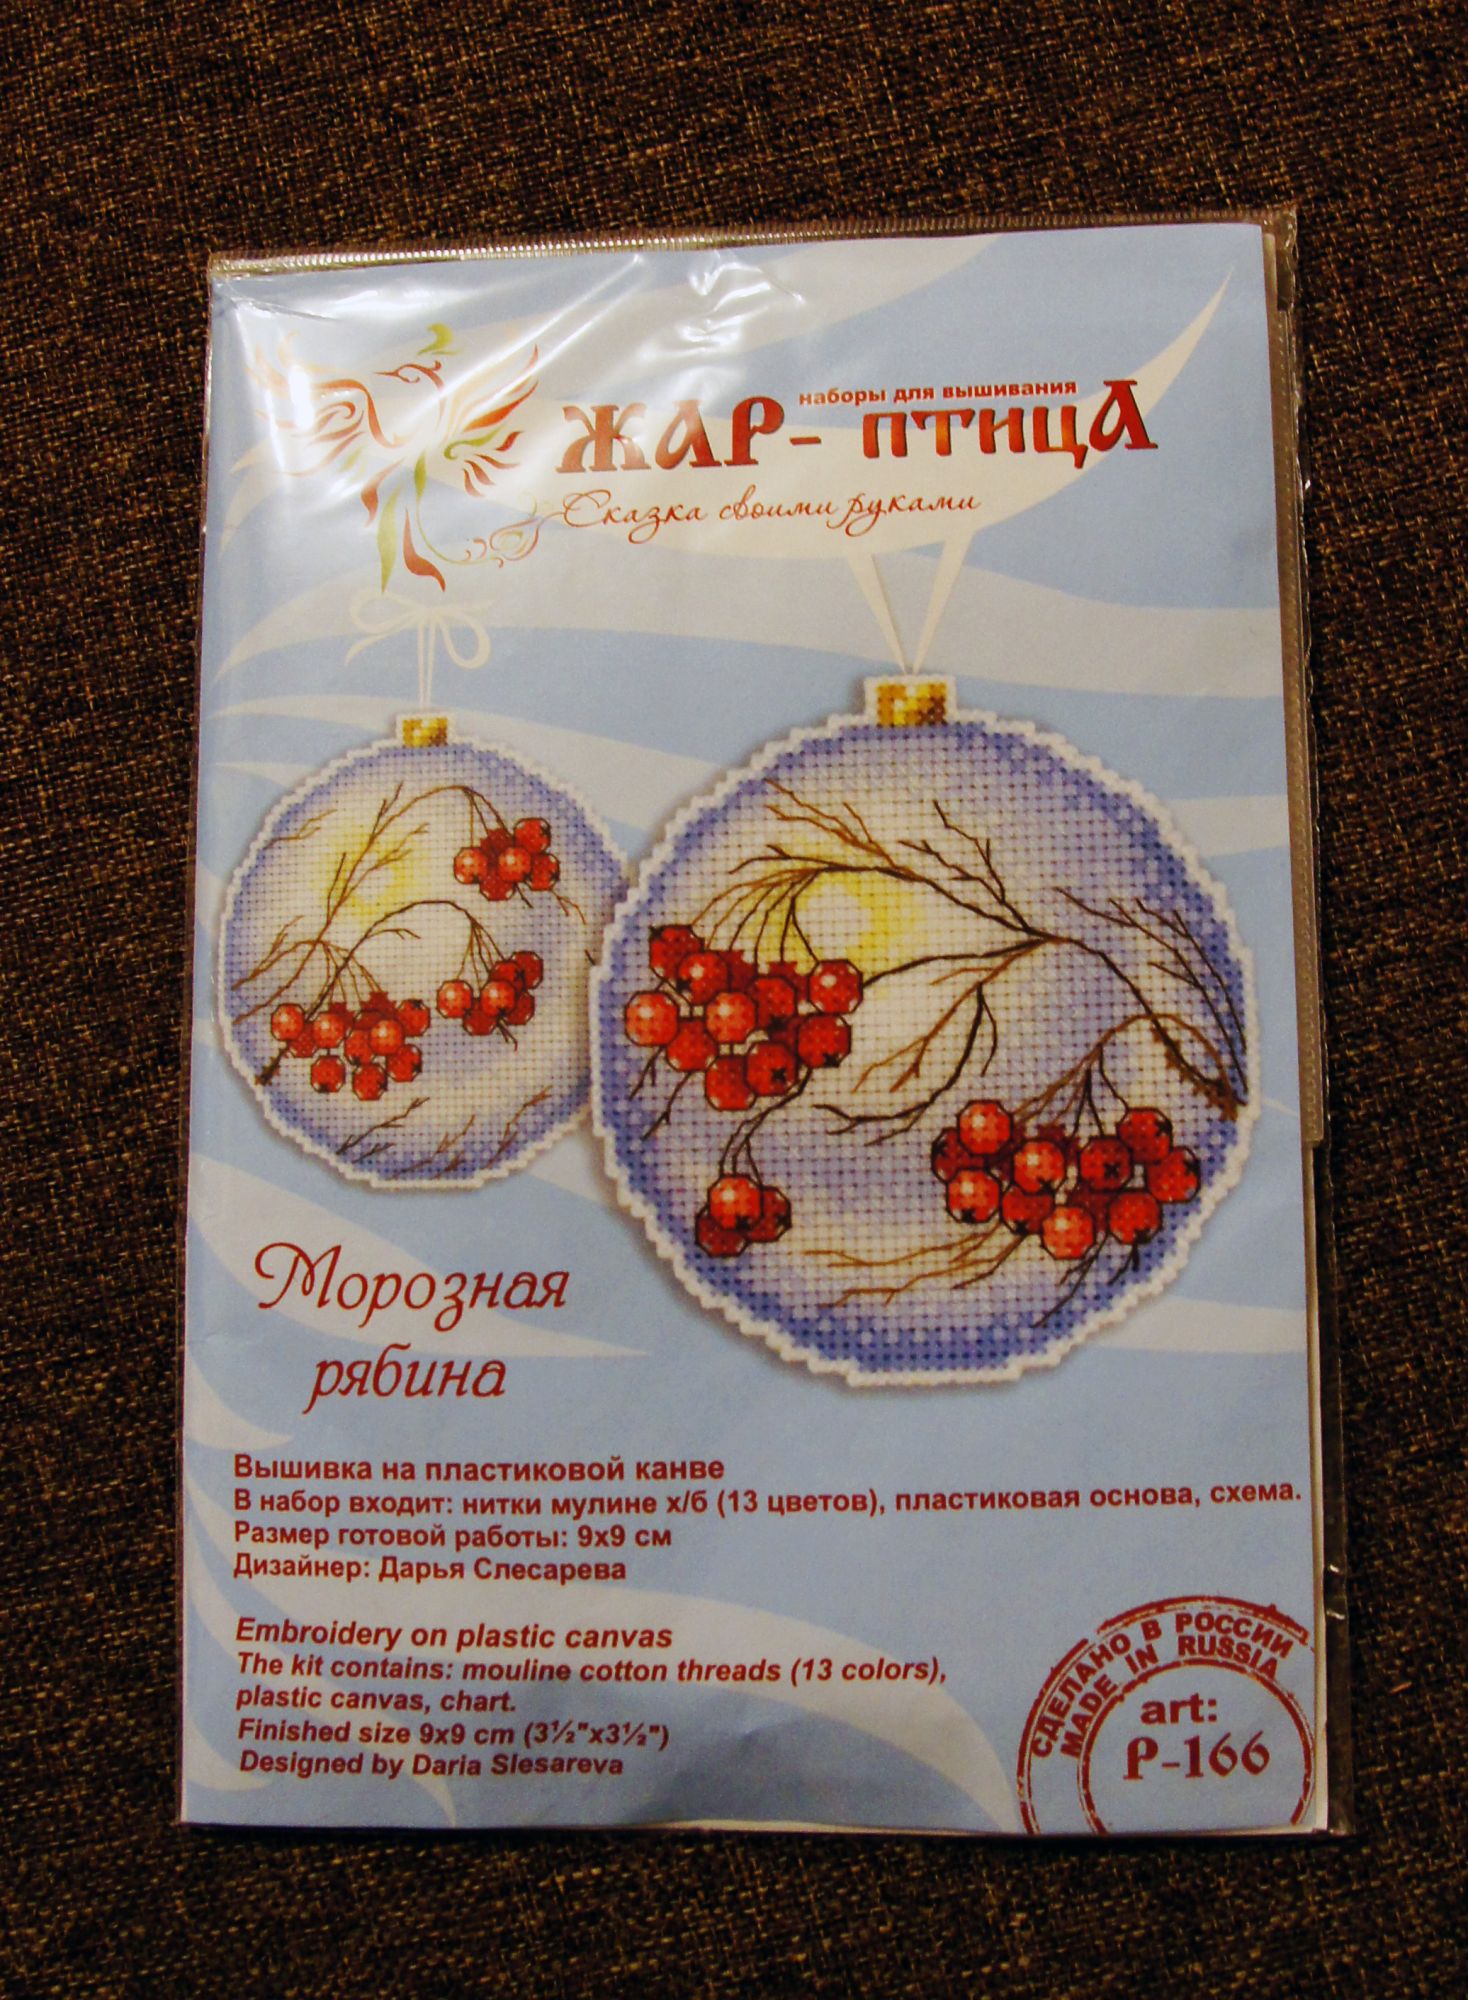 наборы для вышивания
ЖАР-ПТИЦА
Сказка своими руками
Морозная
рябина
Вышивка на пластиковой канве
В набор входит: нитки мулине х/б (13 цветов), пластиковая основа, схема.
Размер готовой работы: 9х9 см
Дизайнер: Дарья Слесарева
Embroidery on plastic canvas
The kit contains: mouline cotton threads (13 colors),
plastic canvas, chart.
Finished size 9x9 cm (3½"x3½")
Designed by Daria Slesareva
СДЕЛАНО В РОССИИ
MADE IN RUSSIA
art:
Р-166